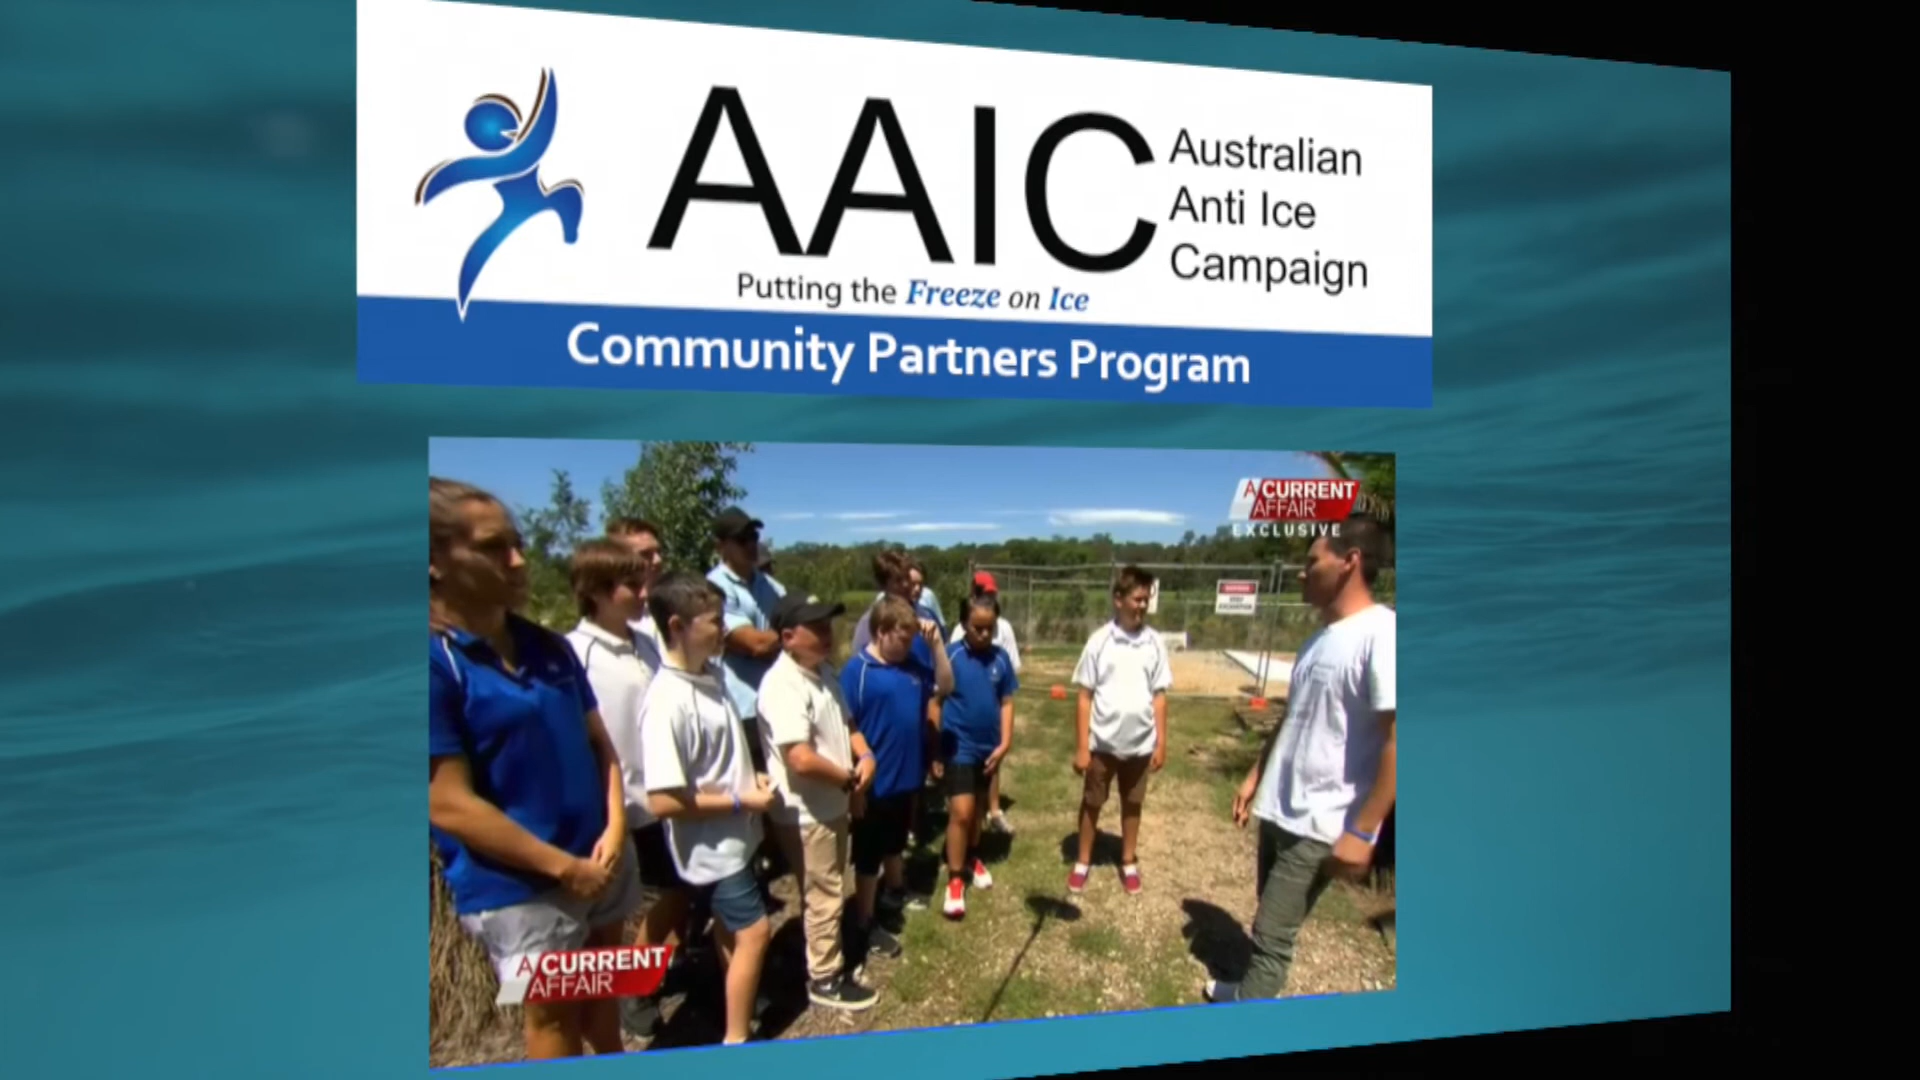 AAIC
Australian
Anti Ice
Campaign
Putting the Freeze on Ice
Community Partners Program
A CURRENT
AFFAIR
EXCLUSIVE
A CURRENT
AFFAIR